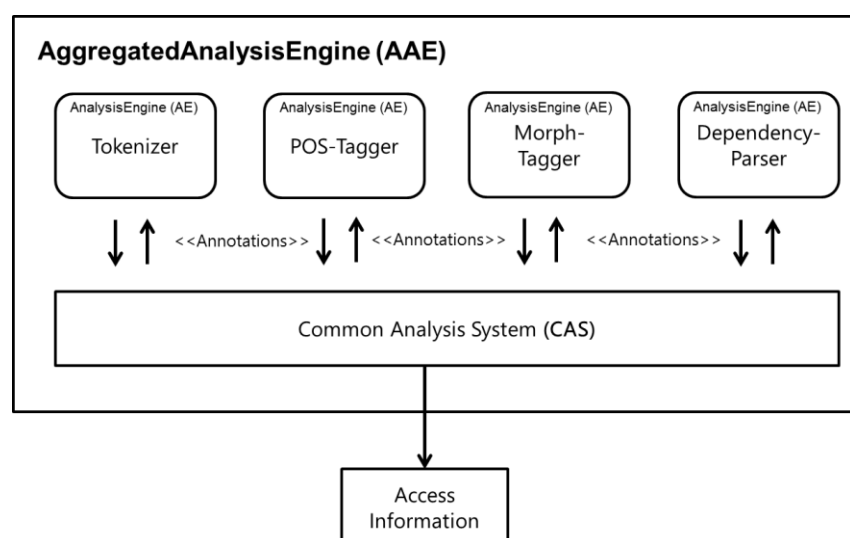 AggregatedAnalysisEngine (AAE)
AnalysisEngine (AE)
Tokenizer
AnalysisEngine (AE)
POS-Tagger
AnalysisEngine (AE)
Morph-
Tagger
AnalysisEngine (AE)
Dependency-
Parser
<<Annotations>>
<<Annotations>>
<<Annotations>>
Common Analysis System (CAS)
Access
Information